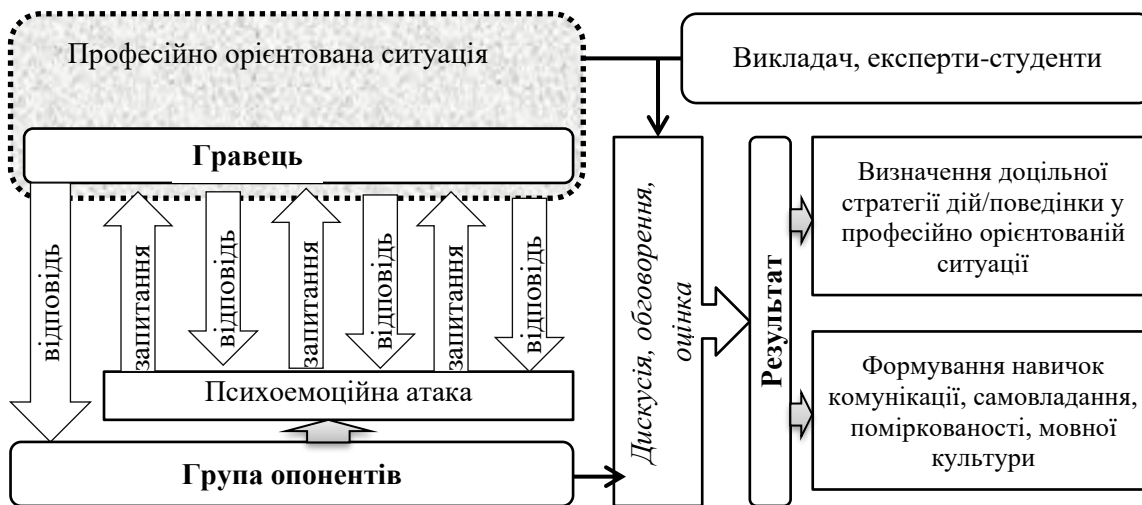 Професійно орієнтована ситуація
Викладач, експерти-студенти
Гравець
відповідь
запитання
відповідь
запитання
відповідь
запитання
відповідь
Психоемоційна атака
Група опонентів
Дискусія, обговорення,
оцінка
Результат
Визначення доцільної
стратегії дій/поведінки у
професійно орієнтованій
ситуації
Формування навичок
комунікації, самовладання,
поміркованості, мовної
культури